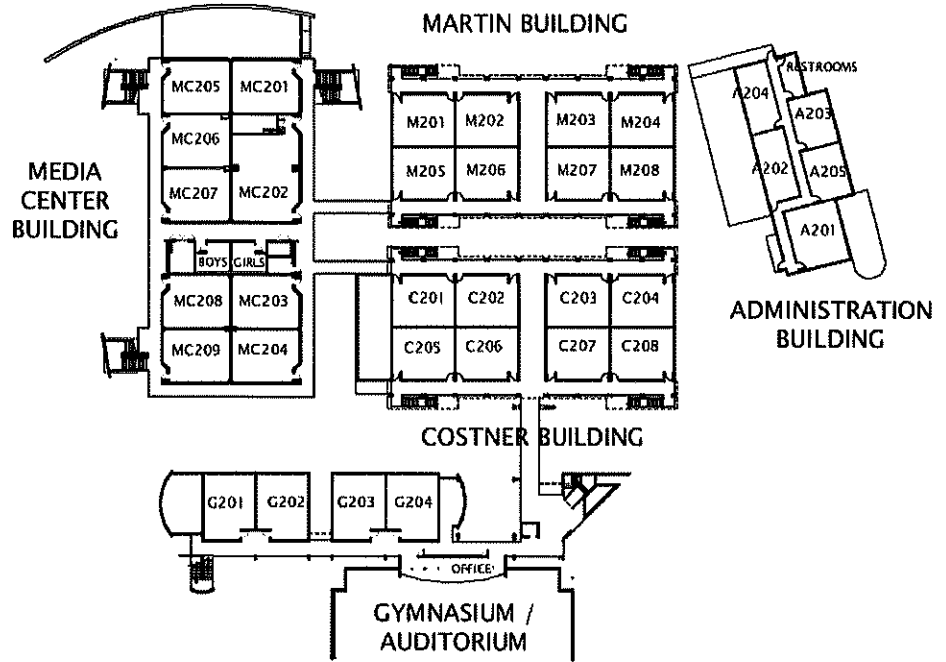 MARTIN BUILDING
MC205 MC201
MC206
MC207 MC202
BOYS GIRLS
MC208 MC203
MC209 MC204
MEDIA
CENTER
BUILDING
M201 M202 M203 M204
M205 M206 M207 M208
C201 C202 C203 C204
C205 C206 C207 C208
COSTNER BUILDING
RESTROOMS
A204
A203
A202
A205
A201
ADMINISTRATION
BUILDING
G201 G202 G203 G204
OFFICE
GYMNASIUM /
AUDITORIUM